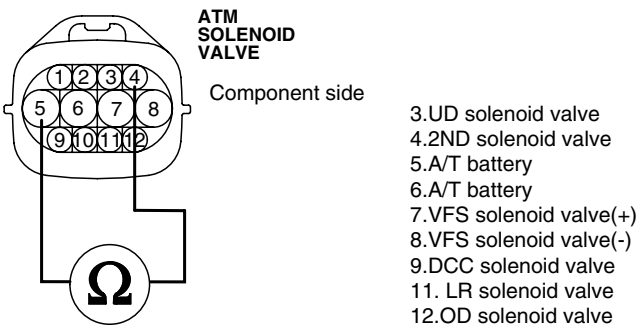 ATM
SOLENOID
VALVE
Component side
1 2 3 4
5 6 7 8
9 10 11 12
Ω
3.UD solenoid valve
4.2ND solenoid valve
5.A/T battery
6.A/T battery
7.VFS solenoid valve(+)
8.VFS solenoid valve(-)
9.DCC solenoid valve
11. LR solenoid valve
12.OD solenoid valve